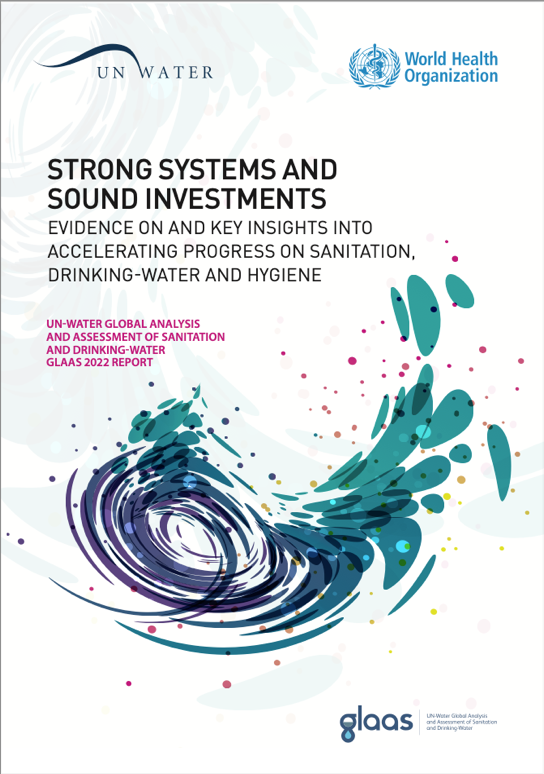 UN WATER
World Health
Organization
STRONG SYSTEMS AND
SOUND INVESTMENTS
EVIDENCE ON AND KEY INSIGHTS INTO
ACCELERATING PROGRESS ON SANITATION,
DRINKING-WATER AND HYGIENE
UN-WATER GLOBAL ANALYSIS
AND ASSESSMENT OF SANITATION
AND DRINKING-WATER
GLAAS 2022 REPORT
glaas
UN-Water Global Analysis
and Assessment of Sanitation
and Drinking-Water